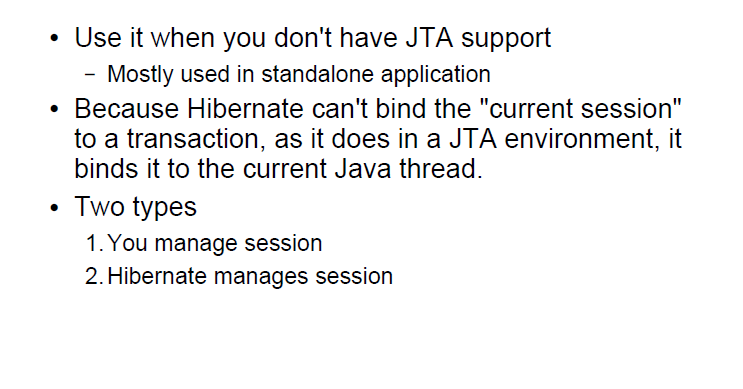 • Use it when you don't have JTA support
– Mostly used in standalone application
• Because Hibernate can't bind the "current session"
to a transaction, as it does in a JTA environment, it
binds it to the current Java thread.
• Two types
1. You manage session
2. Hibernate manages session